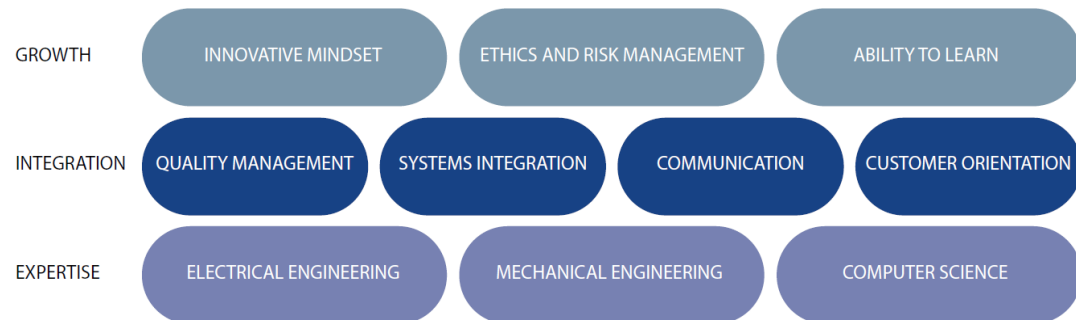 GROWTH INNOVATIVE MINDSET ETHICS AND RISK MANAGEMENT ABILITY TO LEARN
INTEGRATION QUALITY MANAGEMENT SYSTEMS INTEGRATION COMMUNICATION CUSTOMER ORIENTATION
EXPERTISE ELECTRICAL ENGINEERING MECHANICAL ENGINEERING COMPUTER SCIENCE